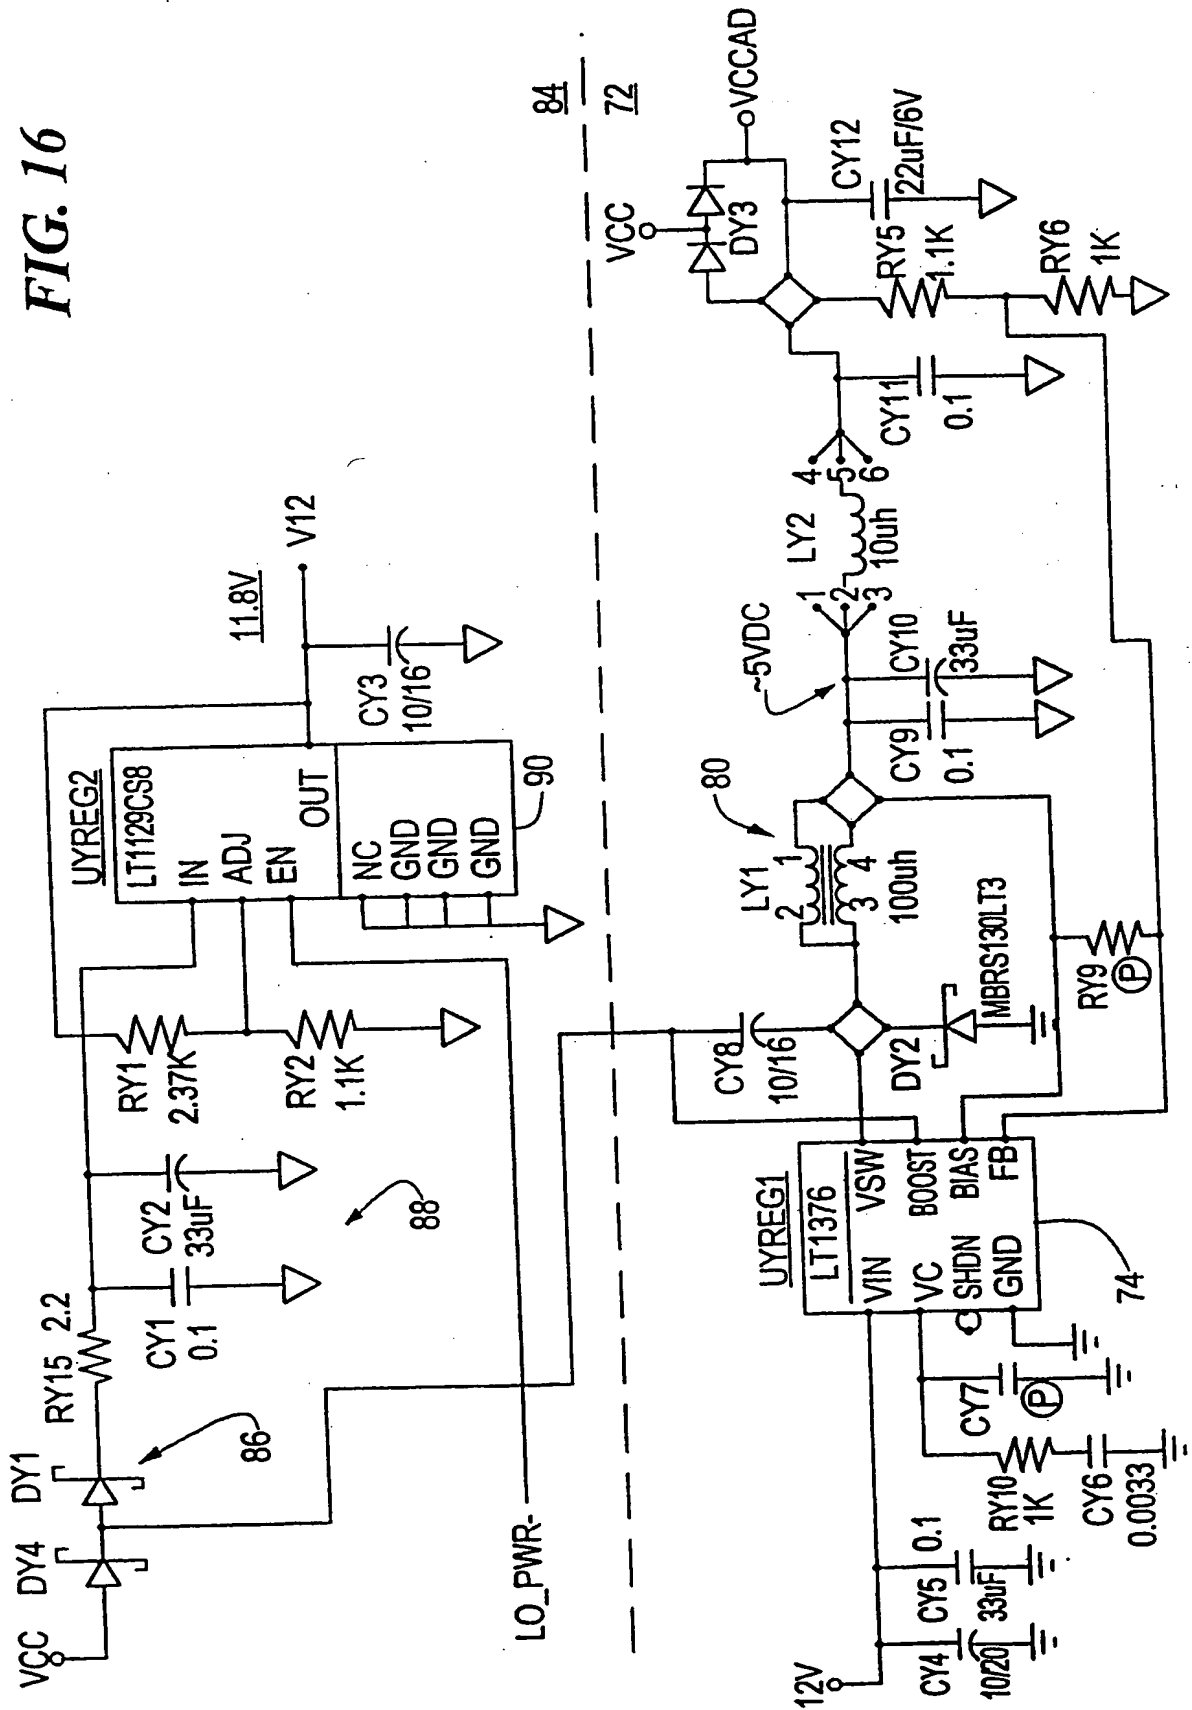 FIG. 16
84
72
VCC
DY4
DY1
86
RY15 2.2
CY1
0.1
CY2
33uF
88
RY1
2.37K
RY2
1.1K
UYREG2
LT1129CS8
IN
ADJ
EN
OUT
NC
GND
GND
GND
90
11.8V
V12
CY3
10/16
LO_PWR-
12V
CY4
10/20
CY5
0.1
33uF
RY10
1K
CY6
0.0033
CY7
P
UYREG1
LT1376
VIN
VC
SHDN
GND
VSW
BOOST
BIAS
FB
74
CY8
10/16
DY2
MBRS130LT3
RY9
P
LY1
2 1
3 4
100uh
80
CY9
0.1
CY10
33uF
~5VDC
1
2
3
LY2
10uh
4
5
6
CY11
0.1
RY5
1.1K
RY6
1K
VCC
DY3
VCCAD
CY12
22uF/6V